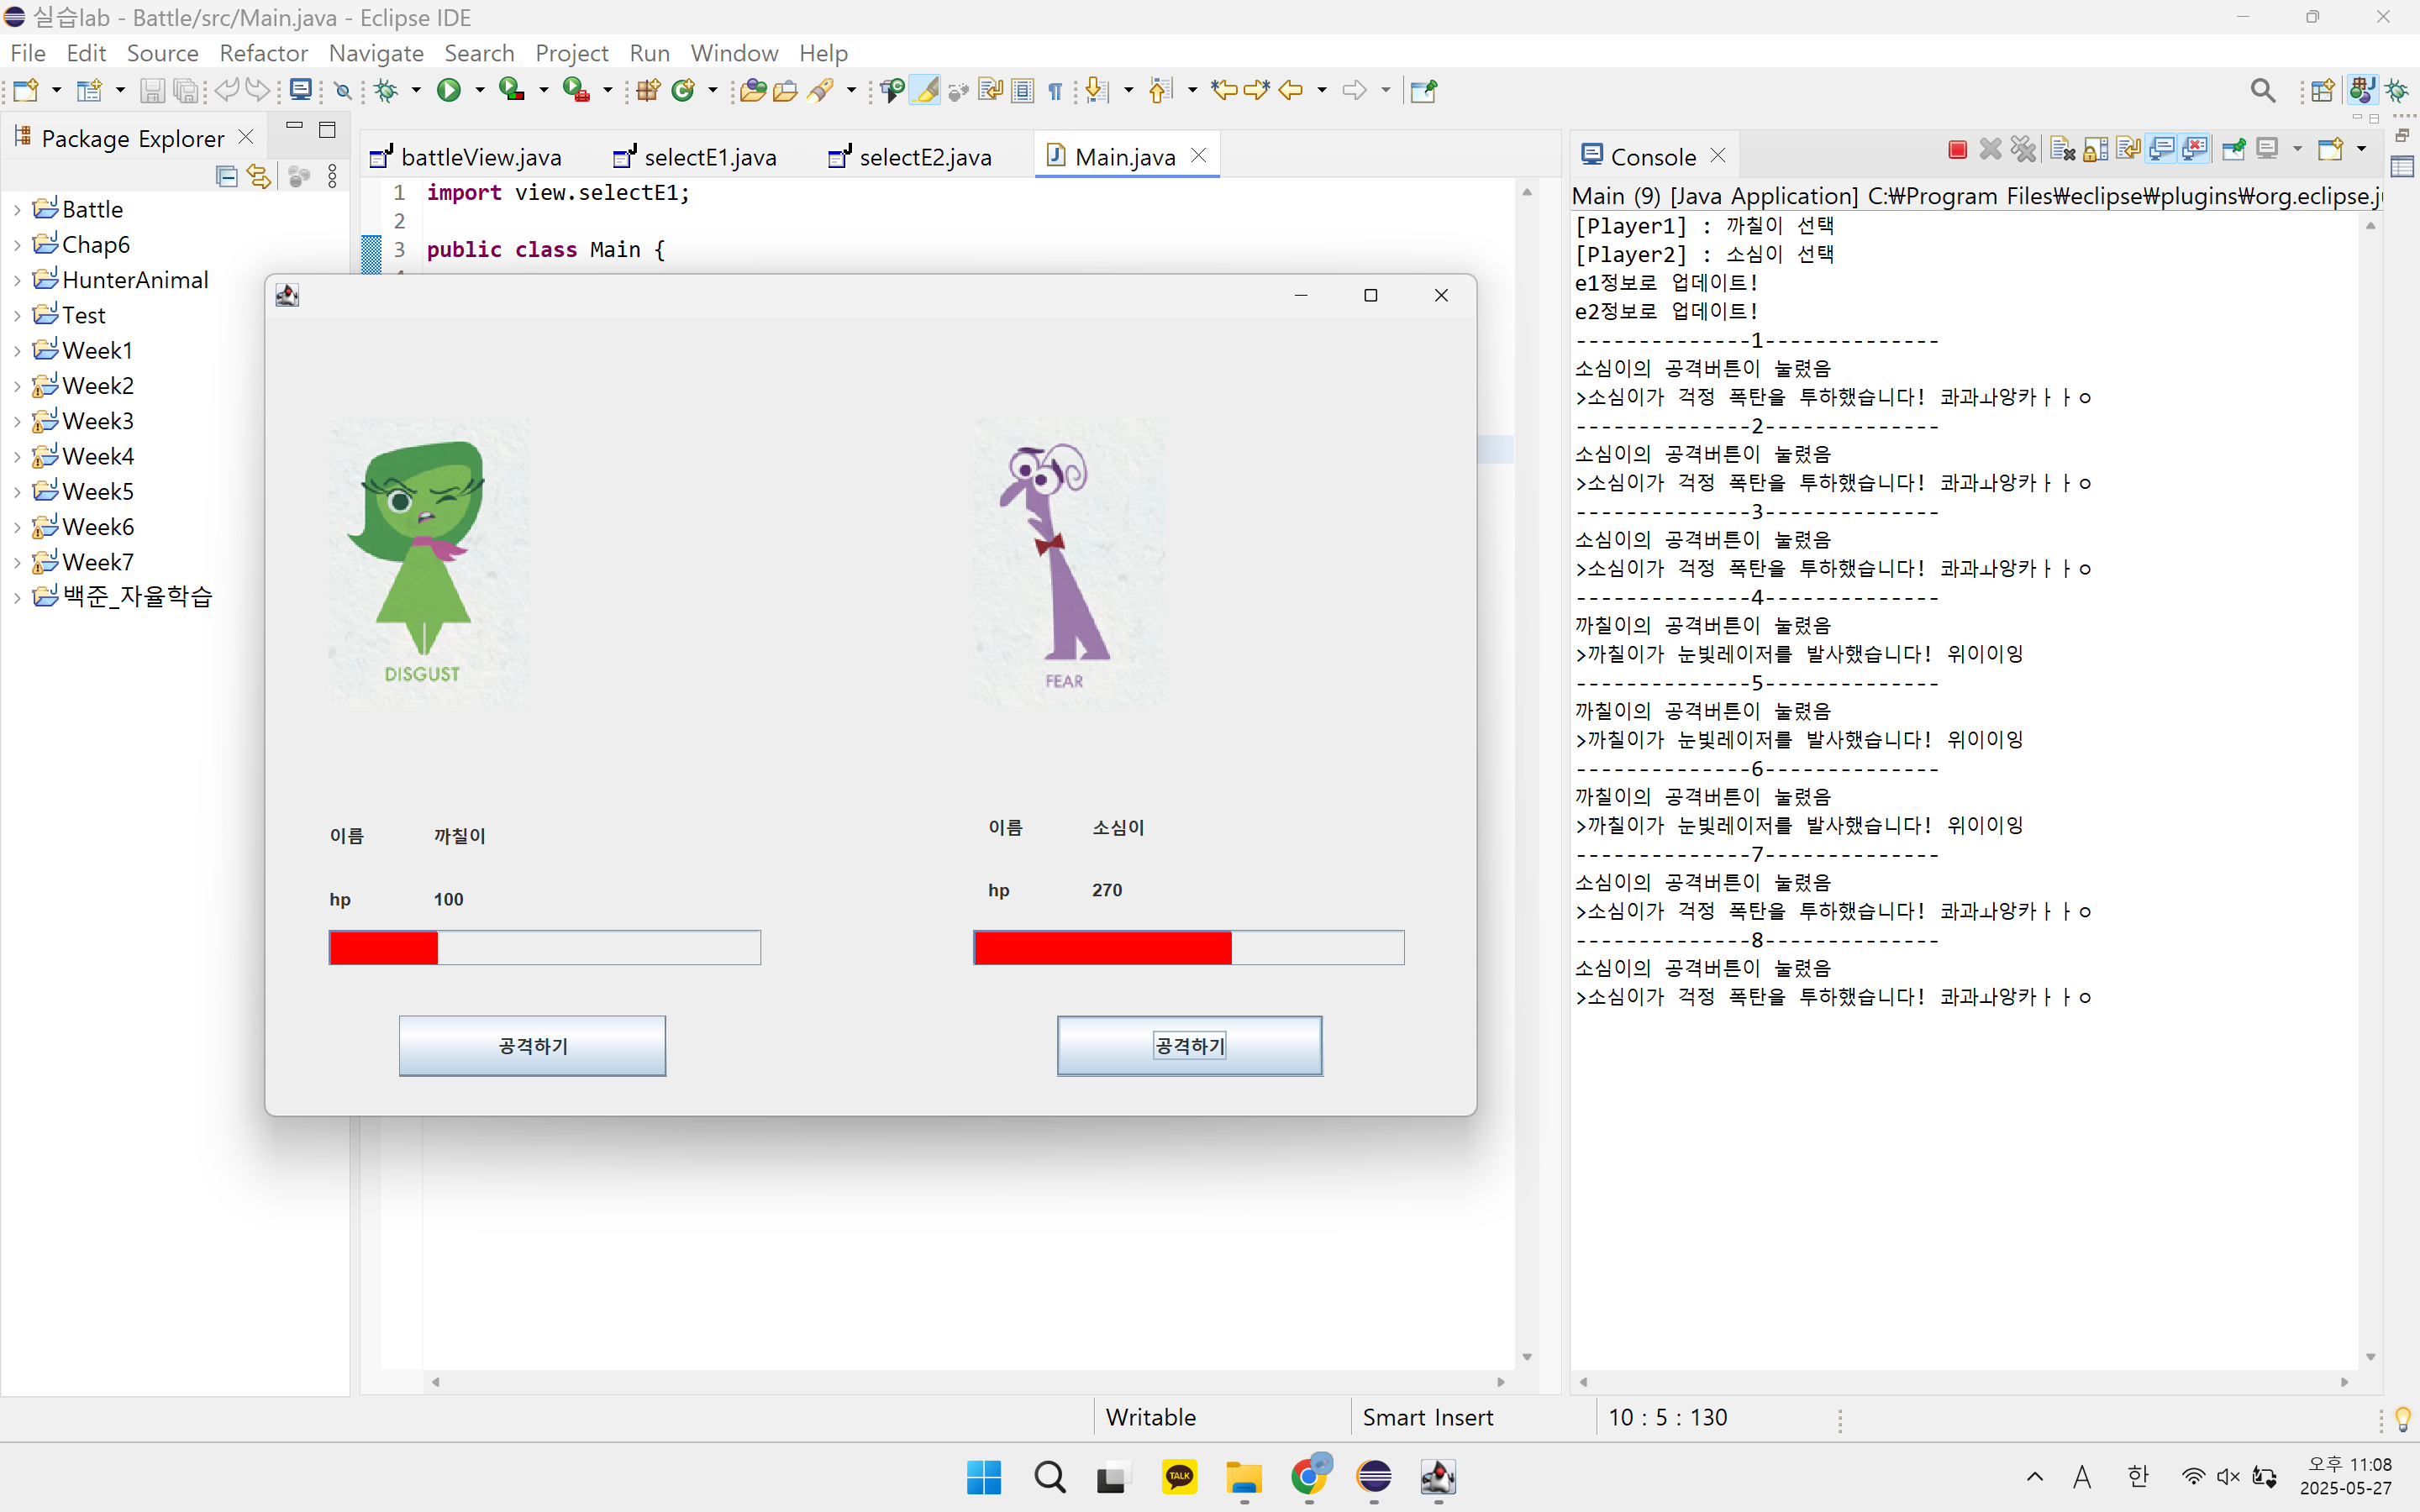 실습lab - Battle/src/Main.java - Eclipse IDE
File Edit Source Refactor Navigate Search Project Run Window Help
Package Explorer
Battle
Chap6
HunterAnimal
Test
Week1
Week2
Week3
Week4
Week5
Week6
Week7
백준_자율학습
battleView.java selectE1.java selectE2.java Main.java
1 import view.selectE1;
2
3 public class Main {
DISGUST
FEAR
이름 까칠이
hp 100
공격하기
이름 소심이
hp 270
공격하기
Console
Main (9) [Java Application] C:₩Program Files₩eclipse₩plugins₩org.eclipse.j
[Player1] : 까칠이 선택
[Player2] : 소심이 선택
e1정보로 업데이트!
e2정보로 업데이트!
--------------1--------------
소심이의 공격버튼이 눌렸음
>소심이가 걱정 폭탄을 투하했습니다! 콰과ㅘ앙카ㅏㅏㅇ
--------------2--------------
소심이의 공격버튼이 눌렸음
>소심이가 걱정 폭탄을 투하했습니다! 콰과ㅘ앙카ㅏㅏㅇ
--------------3--------------
소심이의 공격버튼이 눌렸음
>소심이가 걱정 폭탄을 투하했습니다! 콰과ㅘ앙카ㅏㅏㅇ
--------------4--------------
까칠이의 공격버튼이 눌렸음
>까칠이가 눈빛레이저를 발사했습니다! 위이이잉
--------------5--------------
까칠이의 공격버튼이 눌렸음
>까칠이가 눈빛레이저를 발사했습니다! 위이이잉
--------------6--------------
까칠이의 공격버튼이 눌렸음
>까칠이가 눈빛레이저를 발사했습니다! 위이이잉
--------------7--------------
소심이의 공격버튼이 눌렸음
>소심이가 걱정 폭탄을 투하했습니다! 콰과ㅘ앙카ㅏㅏㅇ
--------------8--------------
소심이의 공격버튼이 눌렸음
>소심이가 걱정 폭탄을 투하했습니다! 콰과ㅘ앙카ㅏㅏㅇ
Writable Smart Insert 10 : 5 : 130
TALK
A 한
오후 11:08
2025-05-27